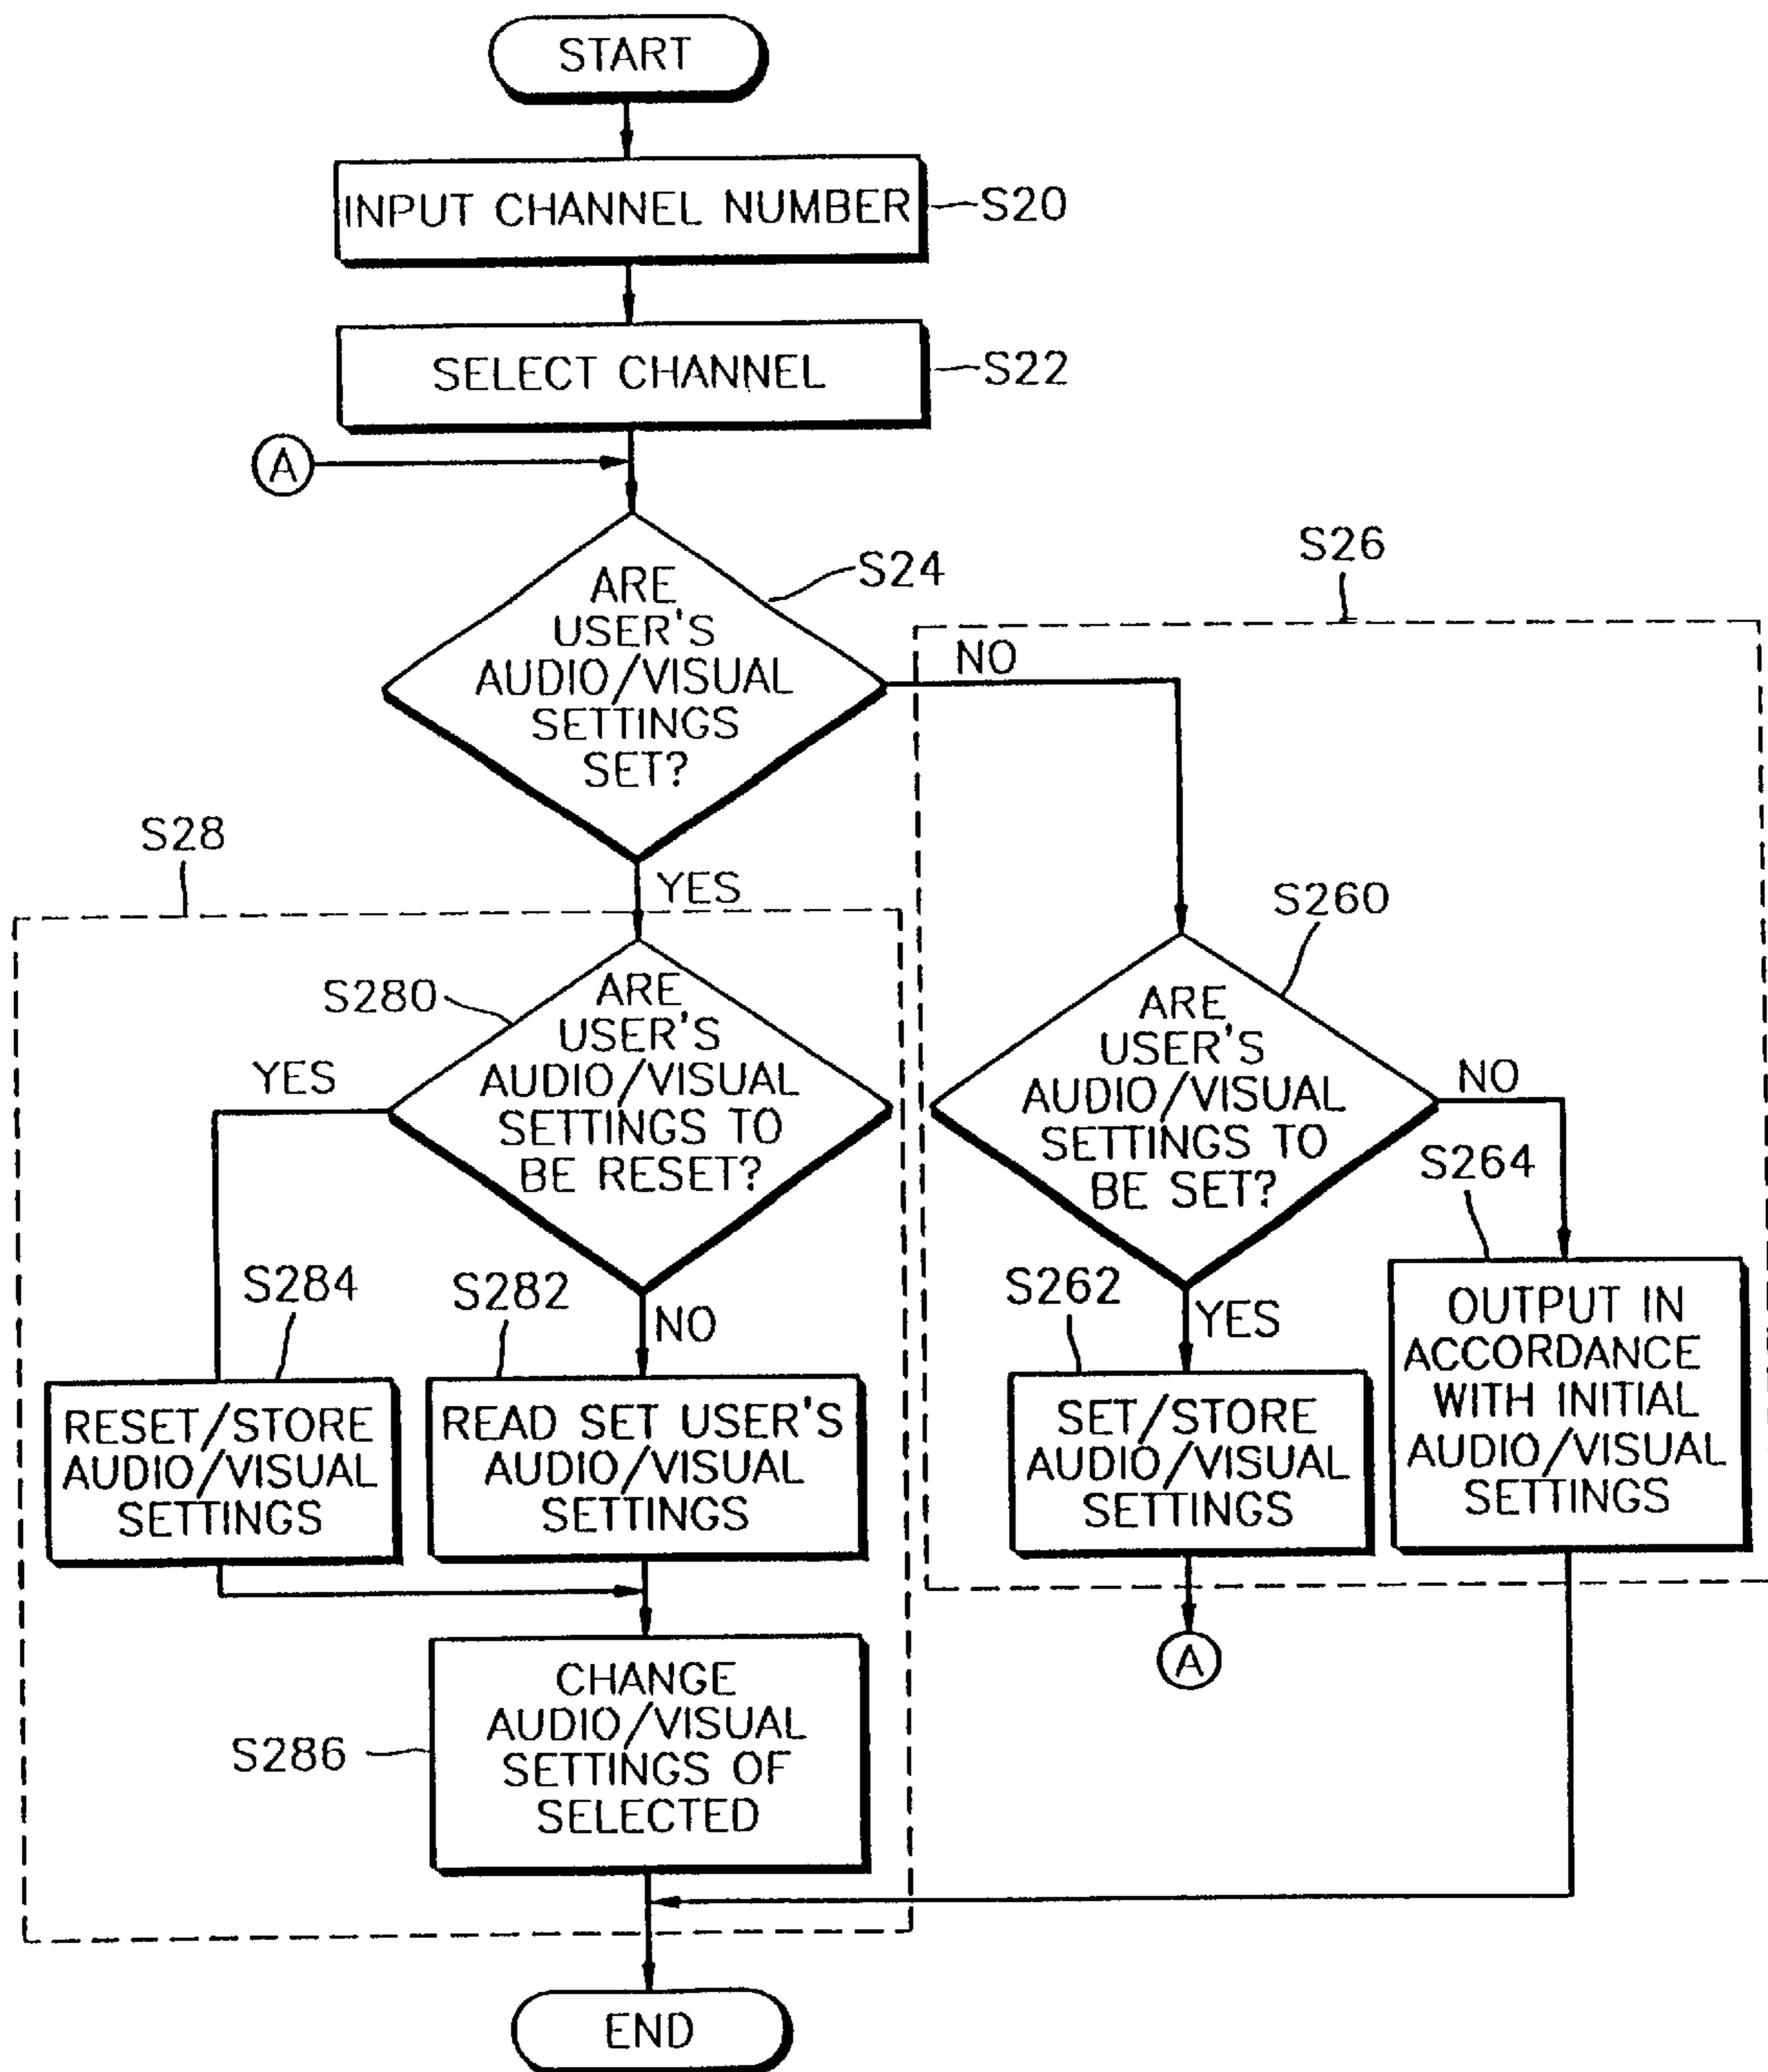 START
INPUT CHANNEL NUMBER
S20
SELECT CHANNEL
S22
A
ARE
USER'S
AUDIO/VISUAL
SETTINGS
SET?
S24
NO
S26
YES
S28
S280
ARE
USER'S
AUDIO/VISUAL
SETTINGS TO
BE RESET?
YES
NO
S284
RESET/STORE
AUDIO/VISUAL
SETTINGS
S282
READ SET USER'S
AUDIO/VISUAL
SETTINGS
S286
CHANGE
AUDIO/VISUAL
SETTINGS OF
SELECTED
S260
ARE
USER'S
AUDIO/VISUAL
SETTINGS TO
BE SET?
NO
YES
S262
SET/STORE
AUDIO/VISUAL
SETTINGS
A
S264
OUTPUT IN
ACCORDANCE
WITH INITIAL
AUDIO/VISUAL
SETTINGS
END